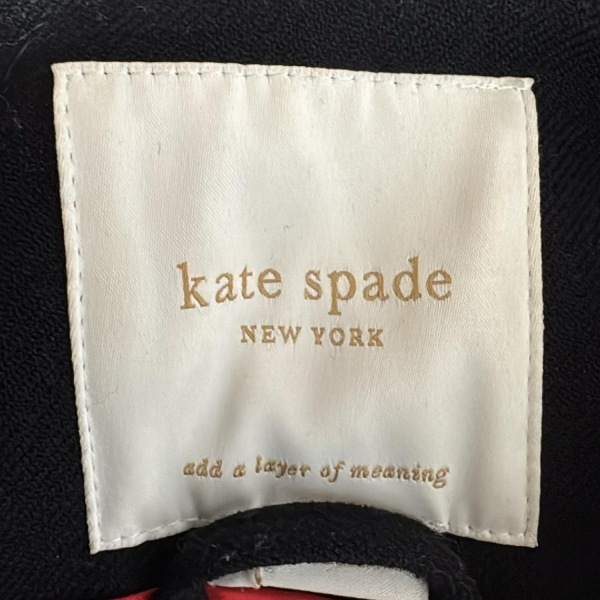 kate spade
NEW YORK
add a layer of meaning